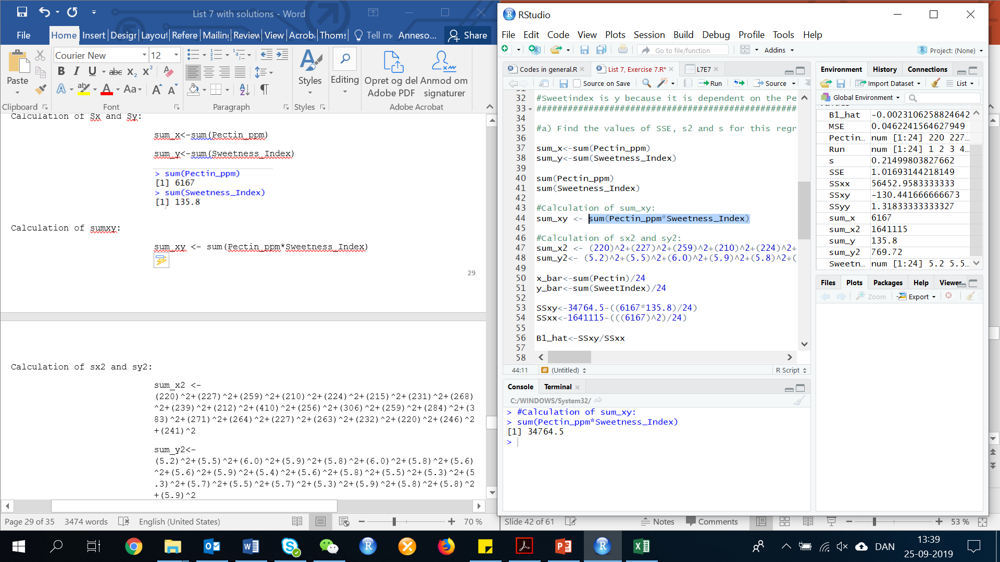 List 7 with solutions - Word
File Home Insert Design Layout Refere Mailing Review View Acroba Thoms Tell me Anneso... Share
Courier New 12
Paste
B I U abc X₂ X²
A ab A Aa A A
Styles
Editing
Opret og del Adobe PDF
Anmod om signaturer
Clipboard Font Paragraph Styles Adobe Acrobat
Calculation of Sx and Sy:
sum_x<-sum(Pectin_ppm)
sum_y<-sum(Sweetness_Index)
> sum(Pectin_ppm)
[1] 6167
> sum(Sweetness_Index)
[1] 135.8
Calculation of sumxy:
sum_xy <- sum(Pectin_ppm*Sweetness_Index)
29
Calculation of sx2 and sy2:
sum_x2 <-
(220)^2+(227)^2+(259)^2+(210)^2+(224)^2+(215)^2+(231)^2+(268)
^2+(239)^2+(212)^2+(410)^2+(256)^2+(306)^2+(259)^2+(284)^2+(3
83)^2+(271)^2+(264)^2+(227)^2+(263)^2+(232)^2+(220)^2+(246)^2
+(241)^2
sum_y2<-
(5.2)^2+(5.5)^2+(6.0)^2+(5.9)^2+(5.8)^2+(6.0)^2+(5.8)^2+(5.6)
^2+(5.6)^2+(5.9)^2+(5.4)^2+(5.6)^2+(5.8)^2+(5.5)^2+(5.3)^2+(5
.3)^2+(5.7)^2+(5.5)^2+(5.7)^2+(5.3)^2+(5.9)^2+(5.8)^2+(5.8)^2
+(5.9)^2
Page 29 of 35 3474 words English (United States) 70 %
RStudio
File Edit Code View Plots Session Build Debug Profile Tools Help
Go to file/function Addins Project: (None)
Codes in general.R List 7, Exercise 7.R* L7E7
Source on Save Run Source
32 #Sweetindex is y because it is dependent on the Pe
33 ##################################################
34
35 #a) Find the values of SSE, s2 and s for this regr
36
37 sum_x<-sum(Pectin_ppm)
38 sum_y<-sum(Sweetness_Index)
39
40 sum(Pectin_ppm)
41 sum(Sweetness_Index)
42
43 #Calculation of sum_xy:
44 sum_xy <- sum(Pectin_ppm*Sweetness_Index)
45
46 #Calculation of sx2 and sy2:
47 sum_x2 <- (220)^2+(227)^2+(259)^2+(210)^2+(224)^2+
48 sum_y2<- (5.2)^2+(5.5)^2+(6.0)^2+(5.9)^2+(5.8)^2+(
49
50 x_bar<-sum(Pectin)/24
51 y_bar<-sum(SweetIndex)/24
52
53 SSxy<-34764.5-((6167*135.8)/24)
54 SSxx<-1641115-(((6167)^2)/24)
55
56 B1_hat<-SSxy/SSxx
57
58
44:11 (Untitled) R Script
Console Terminal
C:/WINDOWS/System32/
> #Calculation of sum_xy:
> sum(Pectin_ppm*Sweetness_Index)
[1] 34764.5
>
Environment History Connections
Import Dataset List
Global Environment
B1_hat -0.0023106258824642
MSE 0.0462241564627949
Pectin... num [1:24] 220 227...
Run num [1:24] 1 2 3 4...
s 0.21499803827662
SSE 1.01693144218149
SSxx 56452.9583333333
SSxy -130.441666666673
SSyy 1.31833333333327
sum_x 6167
sum_x2 1641115
sum_y 135.8
sum_y2 769.72
Sweetn... num [1:24] 5.2 5.5...
Files Plots Packages Help Viewer
Zoom Export
Slide 42 of 61 Notes Comments 53 %
DAN
13:39
25-09-2019